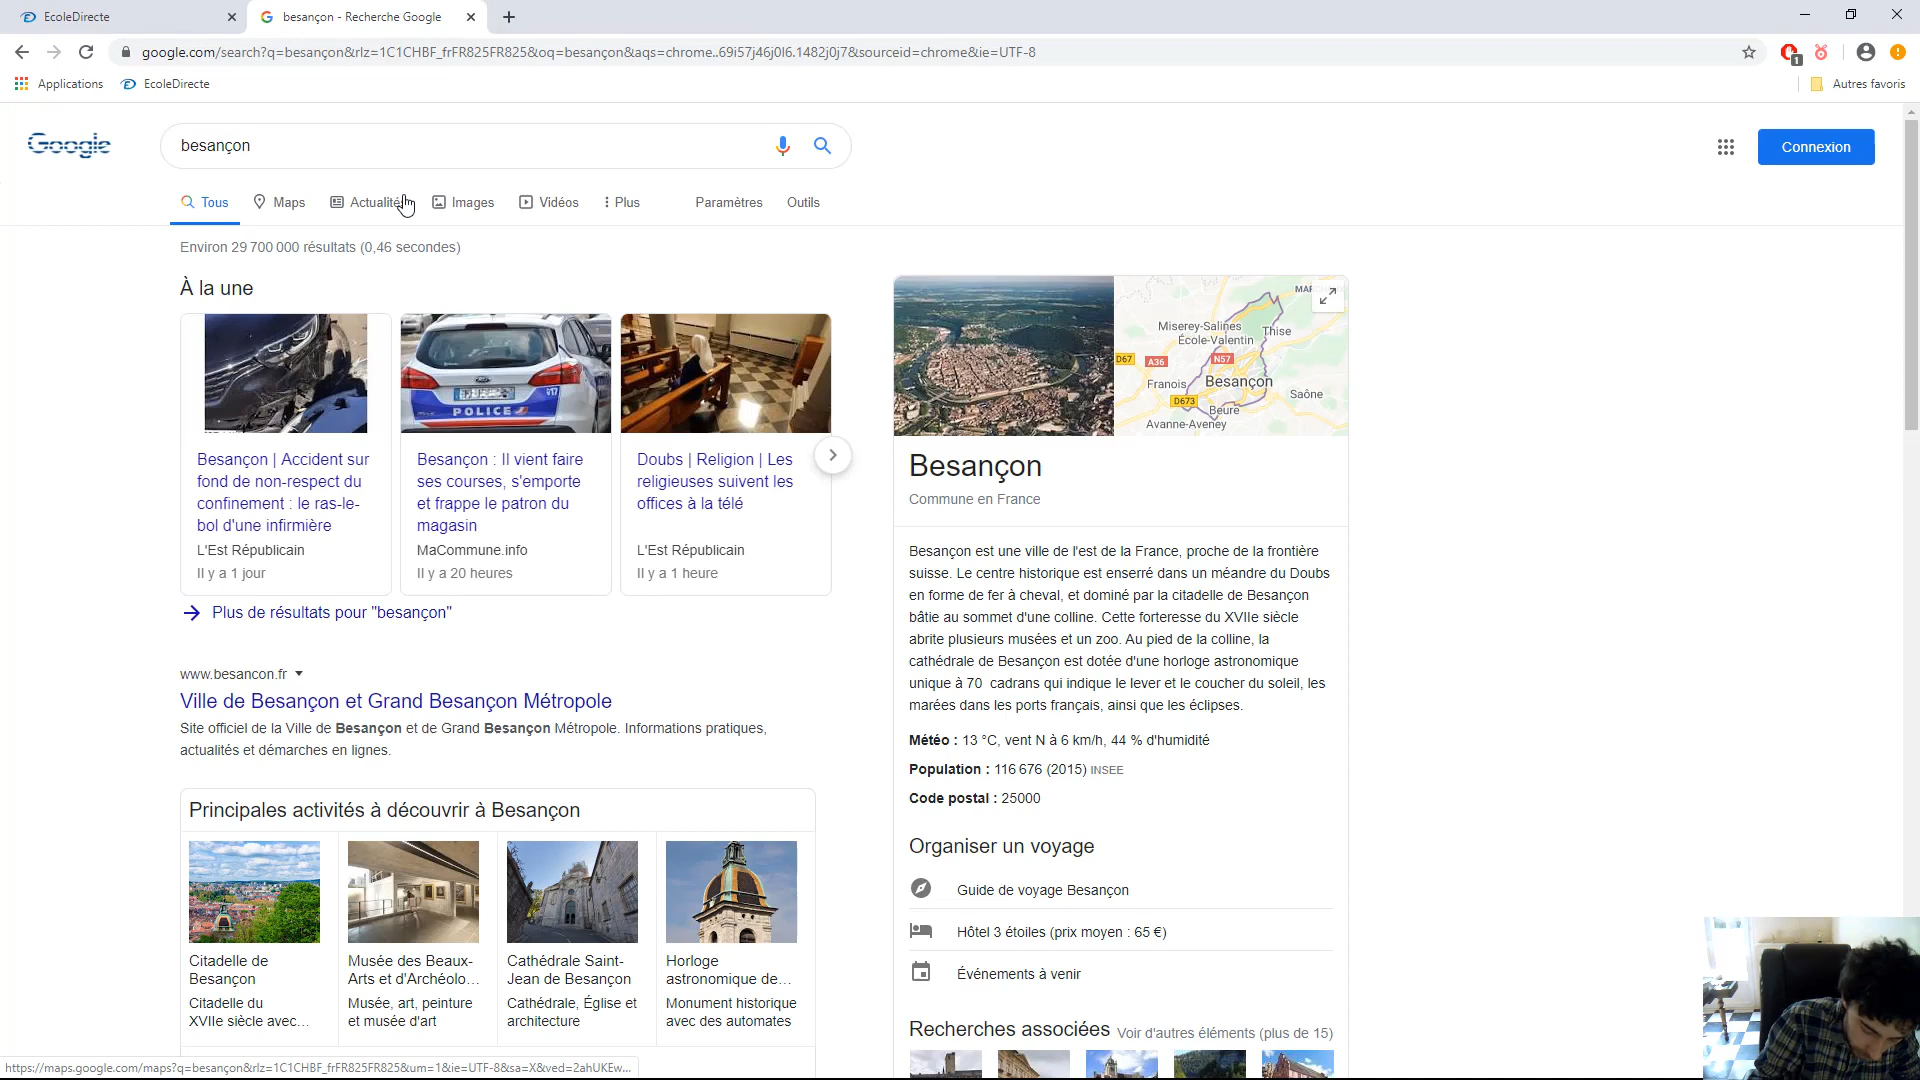 EcoleDirecte
besançon - Recherche Google
google.com/search?q=besançon&rlz=1C1CHBF_frFR825FR825&oq=besançon&aqs=chrome..69i57j46j0l6.1482j0j7&sourceid=chrome&ie=UTF-8
1
Applications
EcoleDirecte
Autres favoris
Google
besançon
Connexion
Tous
Maps
Actualité
Images
Vidéos
Plus
Paramètres
Outils
Environ 29 700 000 résultats (0,46 secondes)
À la une
Besançon | Accident sur
fond de non-respect du
confinement : le ras-le-
bol d'une infirmière
L'Est Républicain
Il y a 1 jour
POLICE
17
Besançon : Il vient faire
ses courses, s'emporte
et frappe le patron du
magasin
MaCommune.info
Il y a 20 heures
Doubs | Religion | Les
religieuses suivent les
offices à la télé
L'Est Républicain
Il y a 1 heure
Plus de résultats pour "besançon"
www.besancon.fr
Ville de Besançon et Grand Besançon Métropole
Site officiel de la Ville de Besançon et de Grand Besançon Métropole. Informations pratiques,
actualités et démarches en lignes.
Principales activités à découvrir à Besançon
Citadelle de
Besançon
Citadelle du
XVIIe siècle avec...
Musée des Beaux-
Arts et d'Archéolo...
Musée, art, peinture
et musée d'art
Cathédrale Saint-
Jean de Besançon
Cathédrale, Église et
architecture
Horloge
astronomique de...
Monument historique
avec des automates
Miserey-Salines
École-Valentin
Thise
D67
A36
N57
Franois
Besançon
Saône
D673
Beure
Avanne-Aveney
Besançon
Commune en France
Besançon est une ville de l'est de la France, proche de la frontière
suisse. Le centre historique est enserré dans un méandre du Doubs
en forme de fer à cheval, et dominé par la citadelle de Besançon
bâtie au sommet d'une colline. Cette forteresse du XVIIe siècle
abrite plusieurs musées et un zoo. Au pied de la colline, la
cathédrale de Besançon est dotée d'une horloge astronomique
unique à 70 cadrans qui indique le lever et le coucher du soleil, les
marées dans les ports français, ainsi que les éclipses.
Météo : 13 °C, vent N à 6 km/h, 44 % d'humidité
Population : 116 676 (2015) INSEE
Code postal : 25000
Organiser un voyage
Guide de voyage Besançon
Hôtel 3 étoiles (prix moyen : 65 €)
Événements à venir
Recherches associées
Voir d'autres éléments (plus de 15)
https://maps.google.com/maps?q=besançon&rlz=1C1CHBF_frFR825FR825&um=1&ie=UTF-8&sa=X&ved=2ahUKEw...